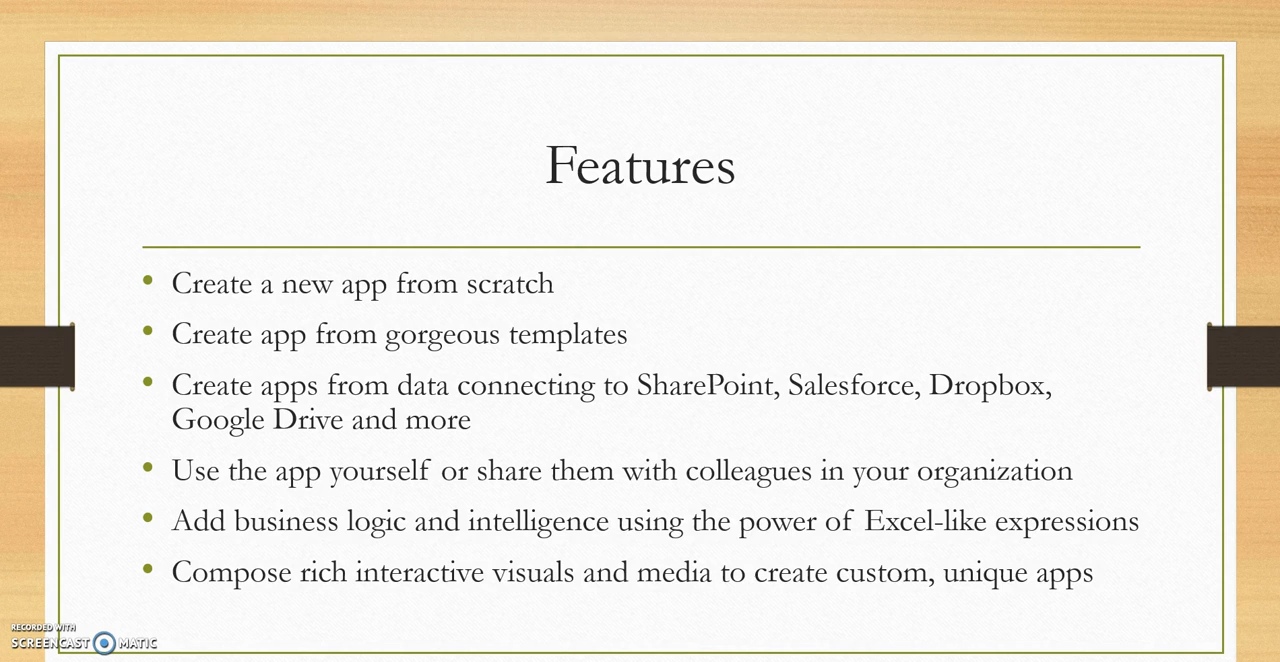 Features
• Create a new app from scratch
• Create app from gorgeous templates
• Create apps from data connecting to SharePoint, Salesforce, Dropbox,
Google Drive and more
• Use the app yourself or share them with colleagues in your organization
• Add business logic and intelligence using the power of Excel-like expressions
• Compose rich interactive visuals and media to create custom, unique apps
RECORDED WITH
SCREENCAST MATIC